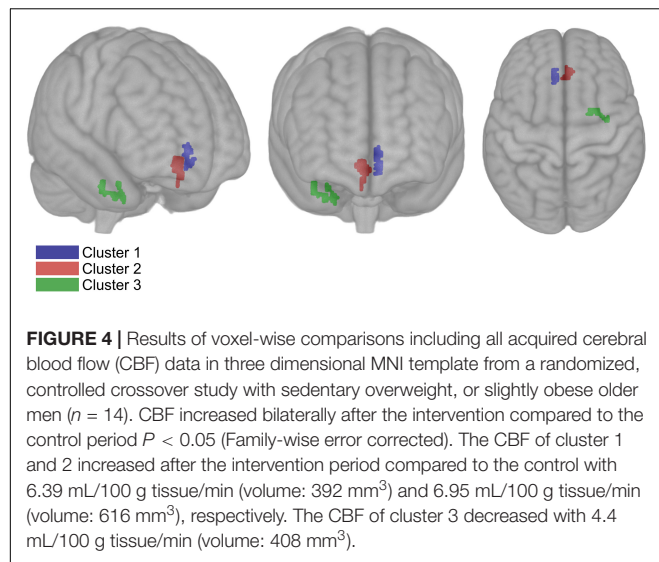 Cluster 1
Cluster 2
Cluster 3
FIGURE 4 | Results of voxel-wise comparisons including all acquired cerebral
blood flow (CBF) data in three dimensional MNI template from a randomized,
controlled crossover study with sedentary overweight, or slightly obese older
men (n = 14). CBF increased bilaterally after the intervention compared to the
control period P < 0.05 (Family-wise error corrected). The CBF of cluster 1
and 2 increased after the intervention period compared to the control with
6.39 mL/100 g tissue/min (volume: 392 mm³) and 6.95 mL/100 g tissue/min
(volume: 616 mm³), respectively. The CBF of cluster 3 decreased with 4.4
mL/100 g tissue/min (volume: 408 mm³).